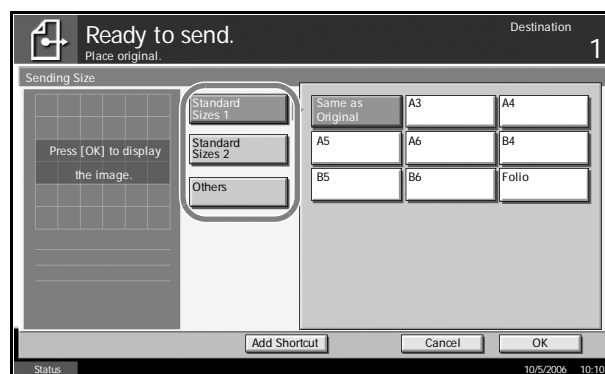 Ready to send.
Destination
Place original.
1
Sending Size
Press [OK] to display
the image.
Standard
Sizes 1
Standard
Sizes 2
Others
Same as
Original
A3
A4
A5
A6
B4
B5
B6
Folio
Add Shortcut
Cancel
OK
Status
10/5/2006 10:10